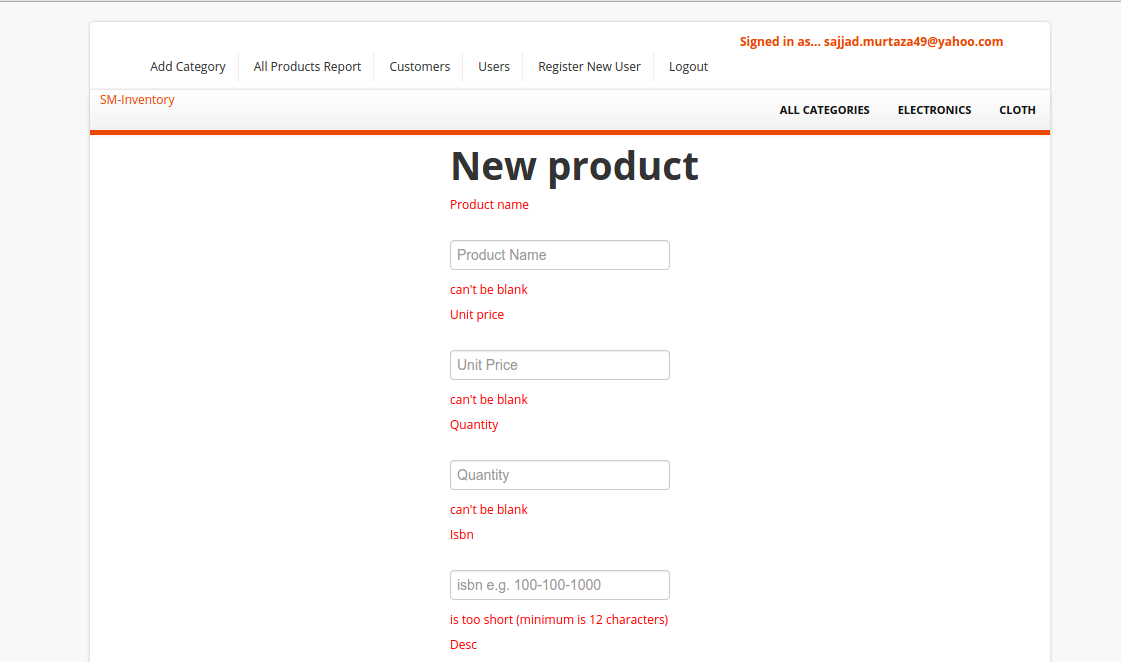 Signed in as... sajjad.murtaza49@yahoo.com
Add Category All Products Report Customers Users Register New User Logout
SM-Inventory
ALL CATEGORIES ELECTRONICS CLOTH
New product
Product name
Product Name
can't be blank
Unit price
Unit Price
can't be blank
Quantity
Quantity
can't be blank
Isbn
isbn e.g. 100-100-1000
is too short (minimum is 12 characters)
Desc